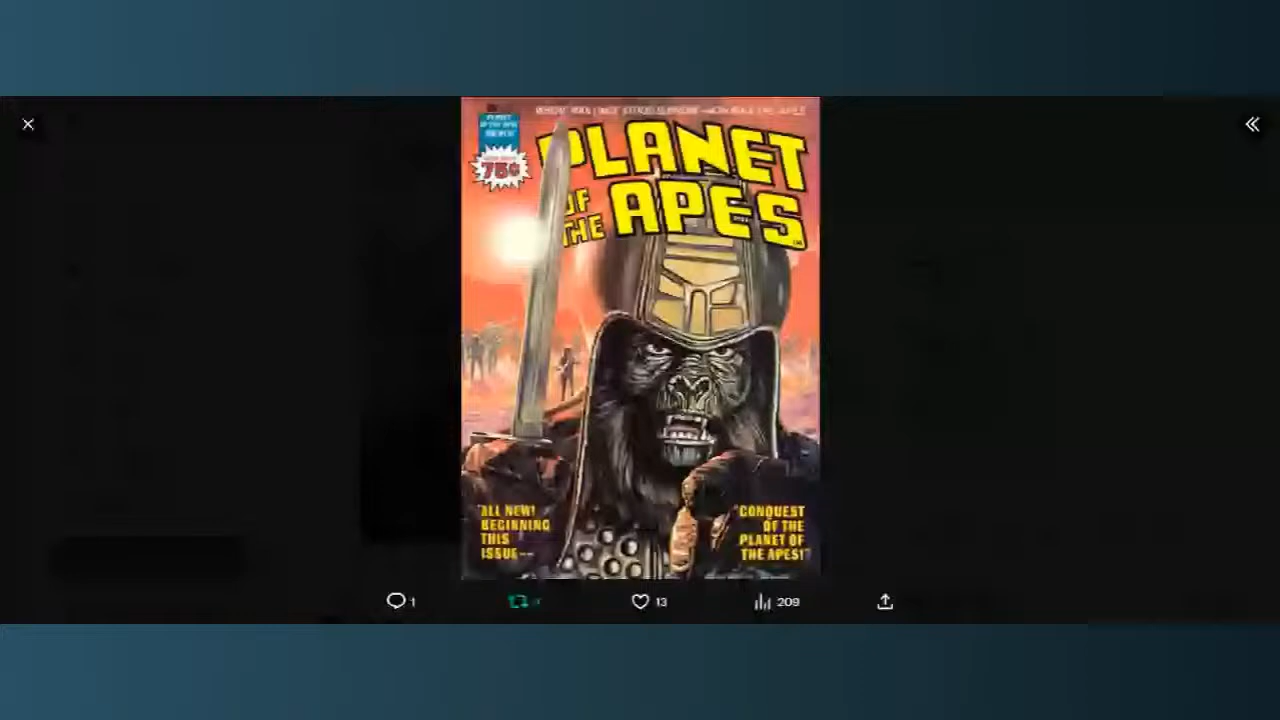 PLANET
75¢
PLANET
OF
THE APES
"ALL NEW!
BEGINNING
THIS
ISSUE--
"CONQUEST
OF THE
PLANET OF
THE APES!"
1
13
209